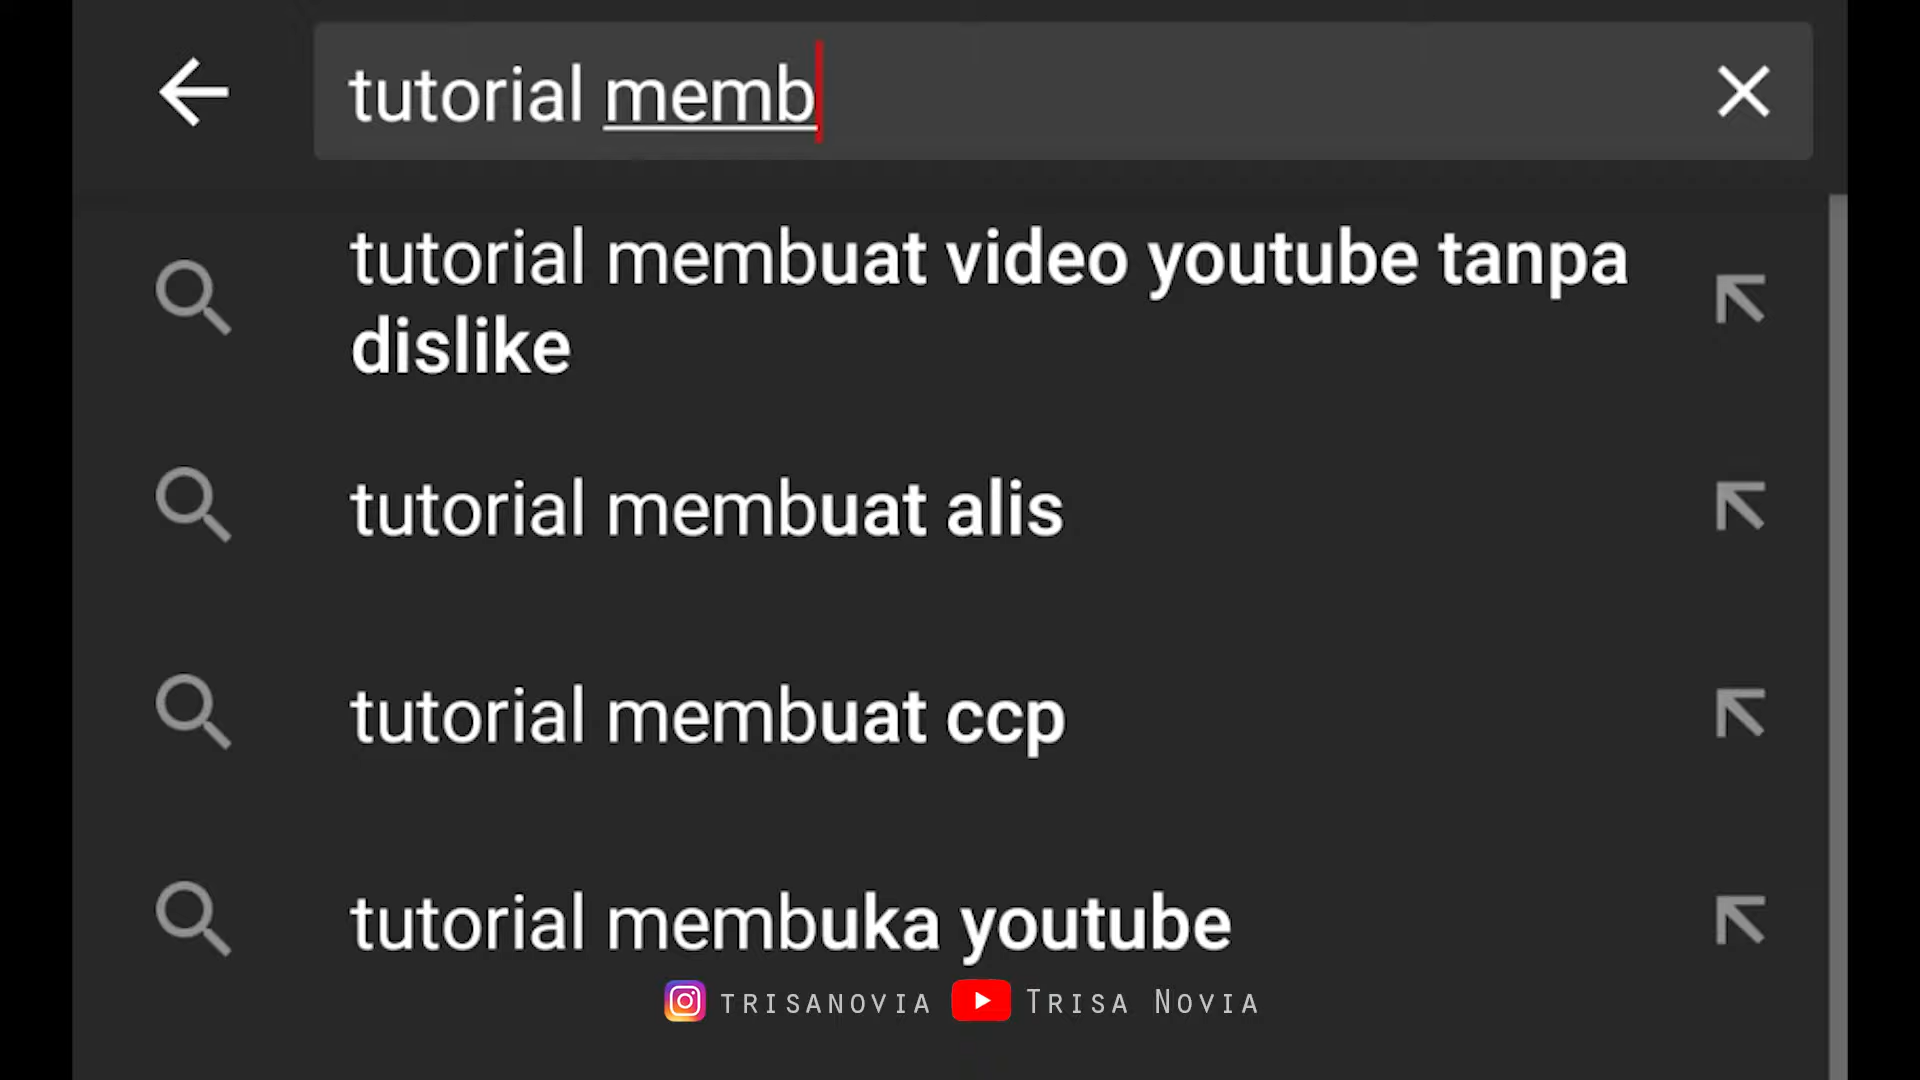 tutorial memb
tutorial membuat video youtube tanpa
dislike
tutorial membuat alis
tutorial membuat ccp
tutorial membuka youtube
TRISANOVIA TRISA NOVIA